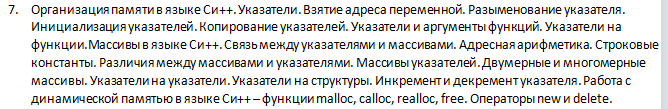 7. Организация памяти в языке Си++. Указатели. Взятие адреса переменной. Разыменование указателя.
Инициализация указателей. Копирование указателей. Указатели и аргументы функций. Указатели на
функции.Массивы в языке Си++. Связь между указателями и массивами. Адресная арифметика. Строковые
константы. Различия между массивами и указателями. Массивы указателей. Двумерные и многомерные
массивы. Указатели на указатели. Указатели на структуры. Инкремент и декремент указателя. Работа с
динамической памятью в языке Си++ – функции malloc, calloc, realloc, free. Операторы new и delete.